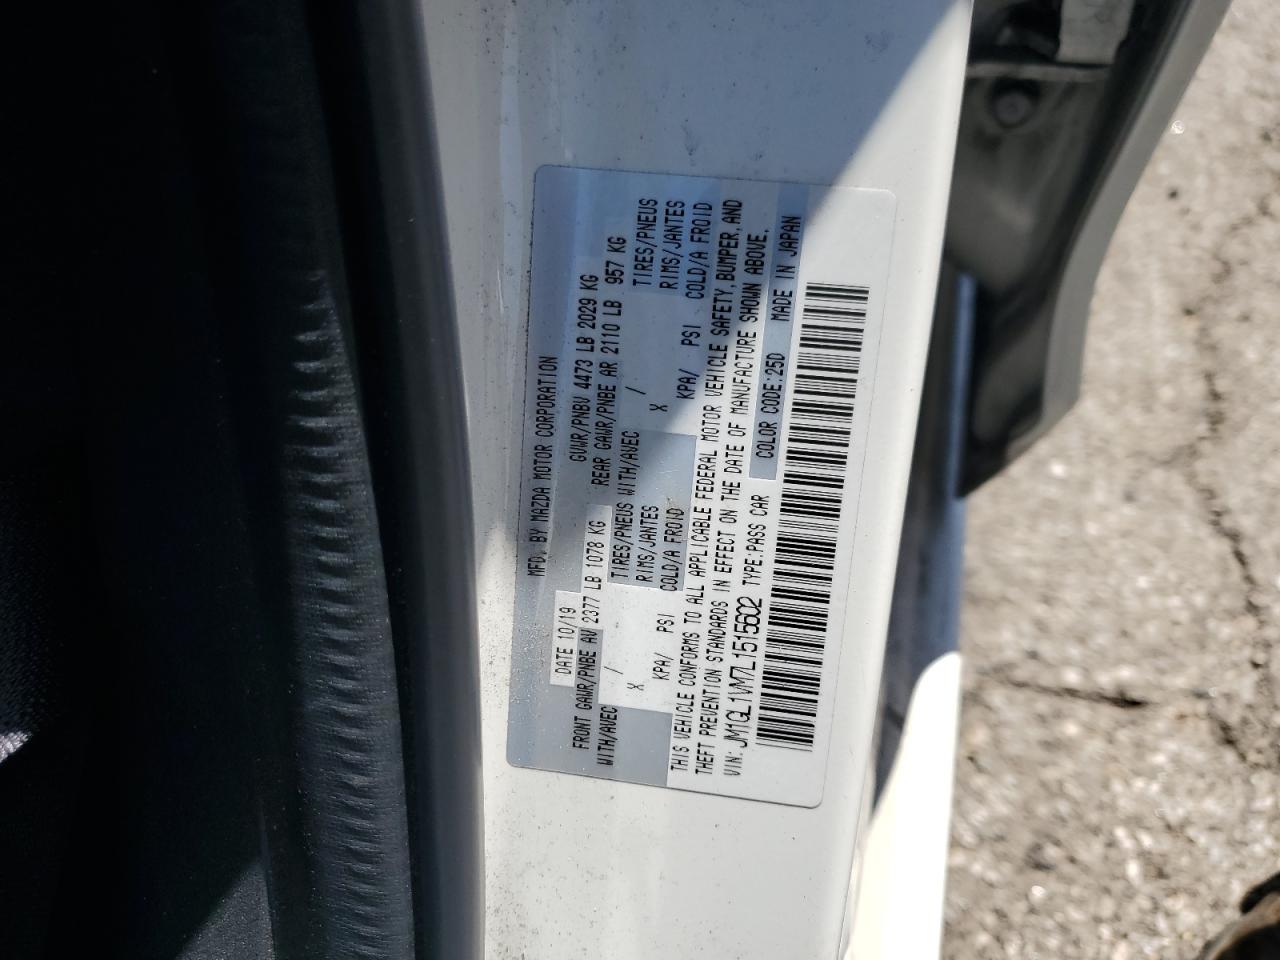 MFD. BY MAZDA MOTOR CORPORATION
DATE 10/19 GVWR/PNBV 4473 LB 2029 KG
FRONT GAWR/PNBE AV 2377 LB 1078 KG REAR GAWR/PNBE AR 2110 LB 957 KG
WITH/AVEC / TIRES/PNEUS WITH/AVEC / TIRES/PNEUS
X RIMS/JANTES X RIMS/JANTES
KPA/ PSI COLD/A FROID KPA/ PSI COLD/A FROID
THIS VEHICLE CONFORMS TO ALL APPLICABLE FEDERAL MOTOR VEHICLE SAFETY, BUMPER, AND
THEFT PREVENTION STANDARDS IN EFFECT ON THE DATE OF MANUFACTURE SHOWN ABOVE.
VIN: JM1GL1VM7L1515602 TYPE: PASS CAR COLOR CODE: 25D MADE IN JAPAN